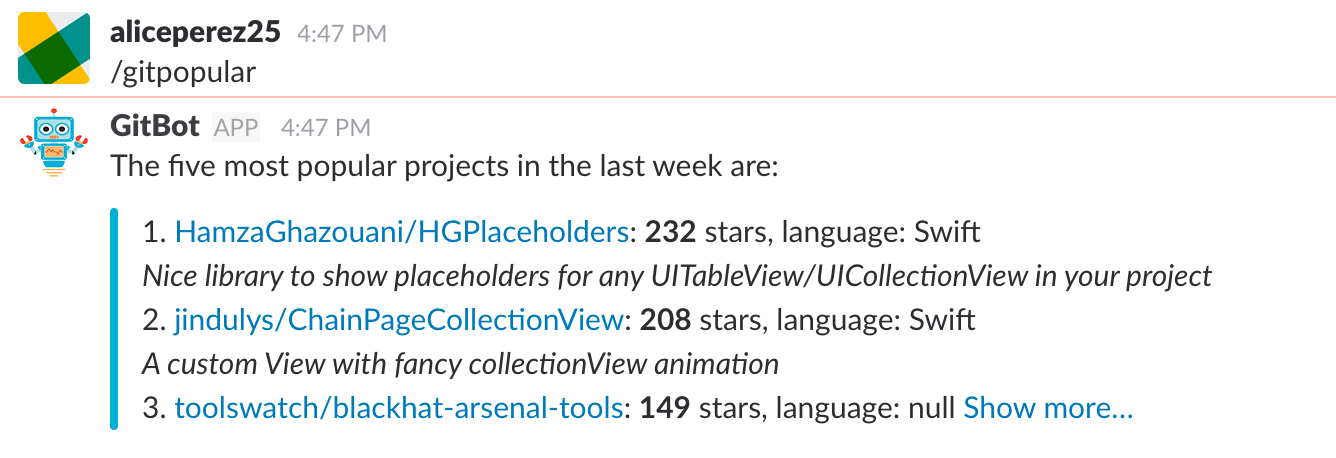 aliceperez25 4:47 PM
/gitpopular
GitBot APP 4:47 PM
The five most popular projects in the last week are:
1. HamzaGhazouani/HGPlaceholders: 232 stars, language: Swift
Nice library to show placeholders for any UITableView/UICollectionView in your project
2. jindulys/ChainPageCollectionView: 208 stars, language: Swift
A custom View with fancy collectionView animation
3. toolswatch/blackhat-arsenal-tools: 149 stars, language: null Show more...